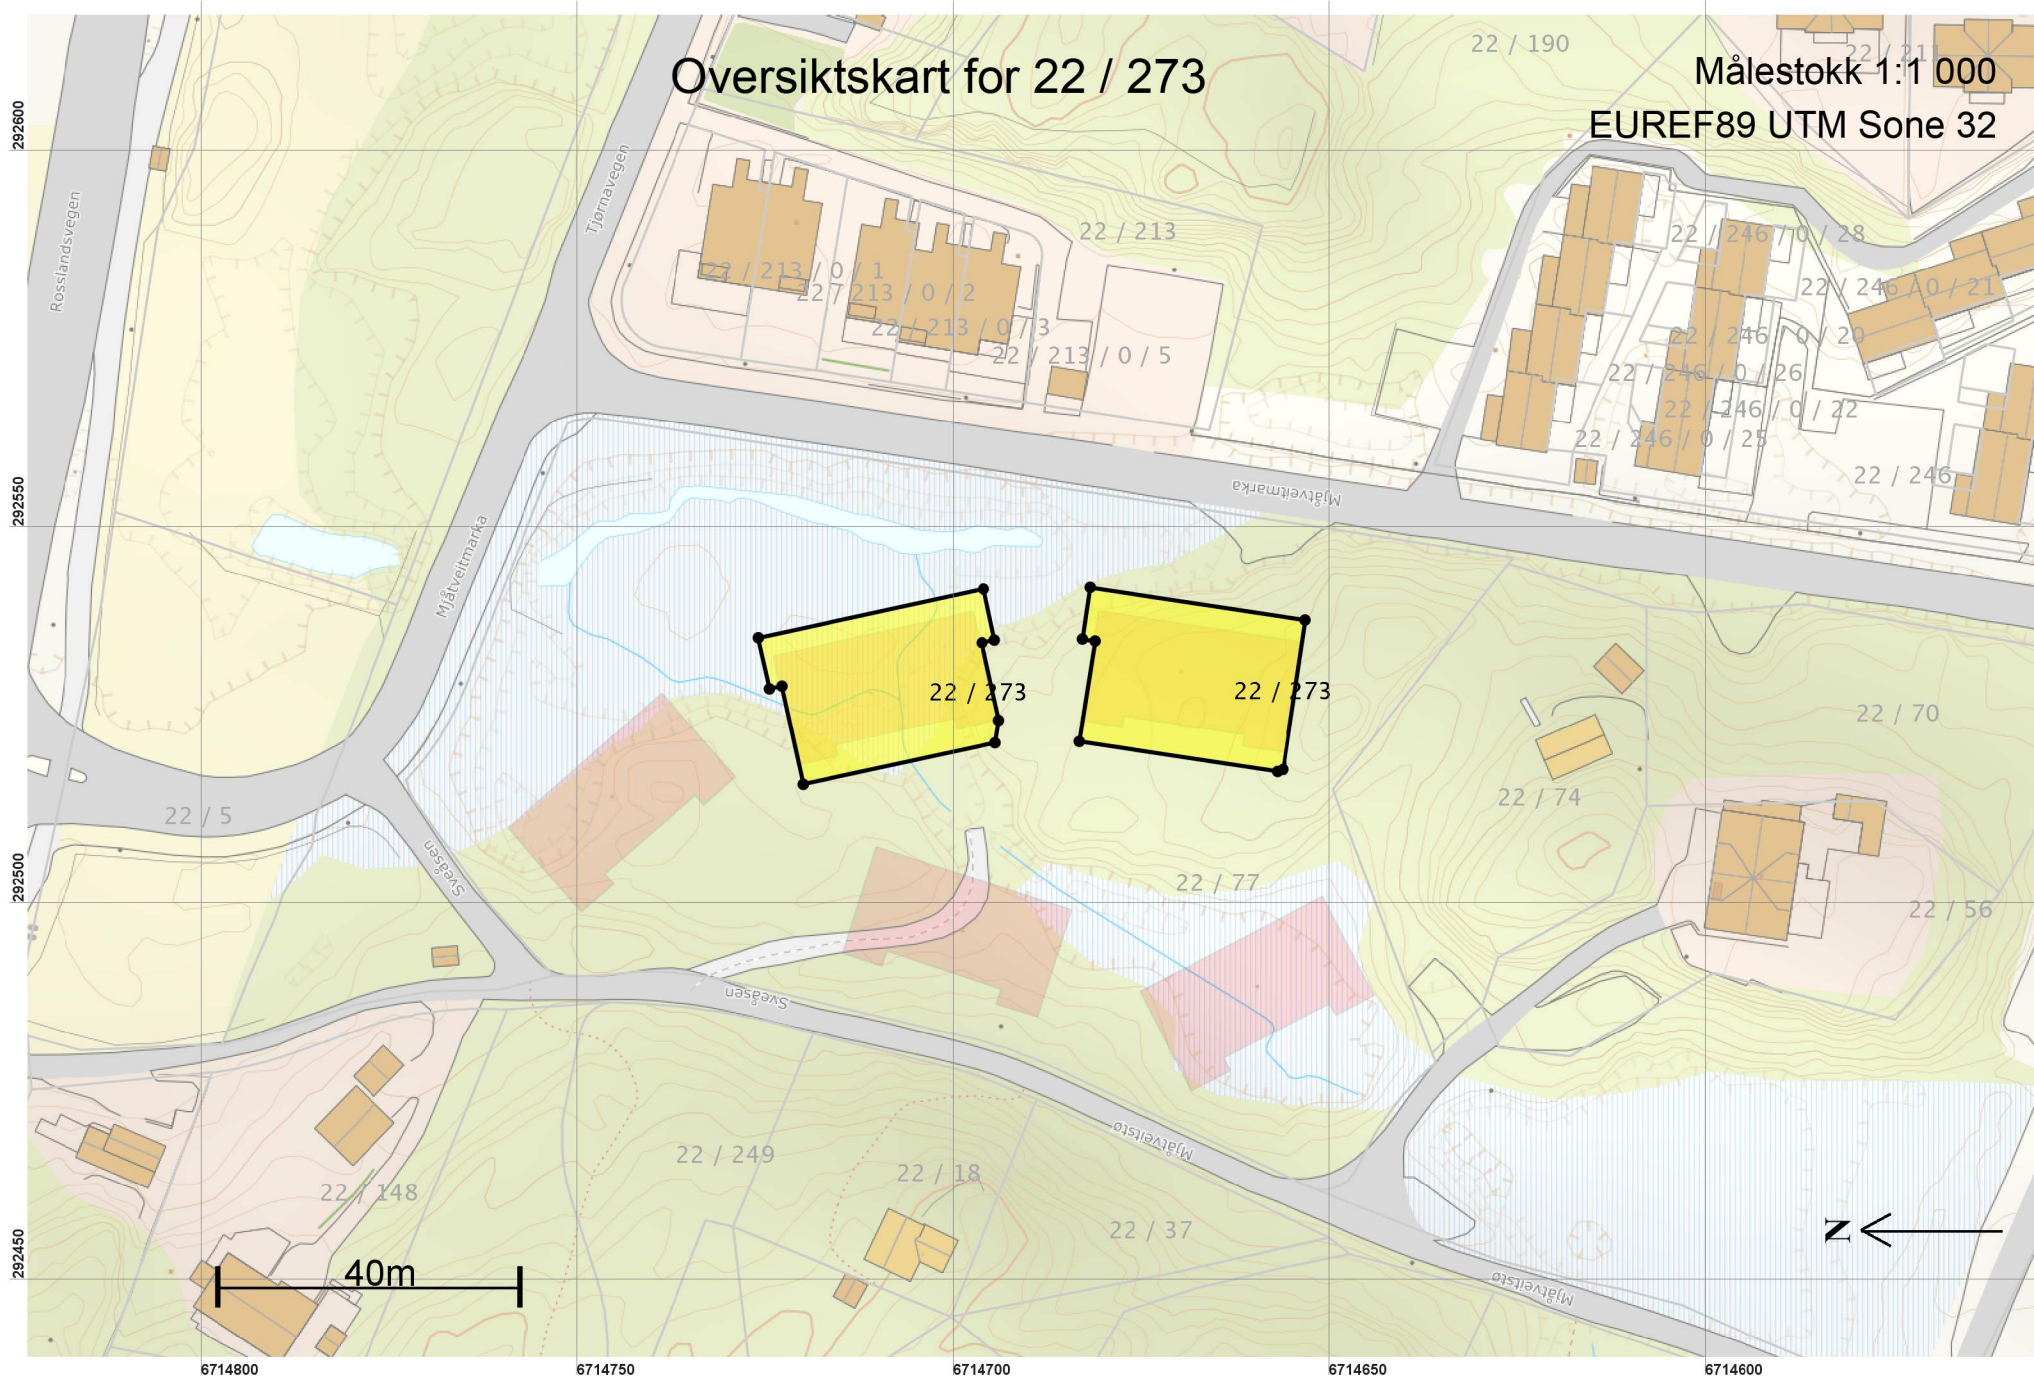 Oversiktskart for 22 / 273
Målestokk 1:1 000
EUREF89 UTM Sone 32
22 / 190
22 / 211
292600
292550
292500
292450
Rosslandsvegen
Tjørnavegen
22 / 213
22 / 213 / 0 / 1
22 / 213 / 0 / 2
22 / 213 / 0 / 3
22 / 213 / 0 / 5
22 / 246 / 0 / 28
22 / 246 / 0 / 21
22 / 246 / 0 / 20
22 / 246 / 0 / 26
22 / 246 / 0 / 22
22 / 246 / 0 / 25
22 / 246
Mjåtveitmarka
Mjåtveitmarka
22 / 273
22 / 273
22 / 70
22 / 74
22 / 5
Sveåsen
22 / 77
22 / 56
Sveåsen
Mjåtveitstø
22 / 249
22 / 18
22 / 148
22 / 37
N
Mjåtveitstø
40m
6714800
6714750
6714700
6714650
6714600